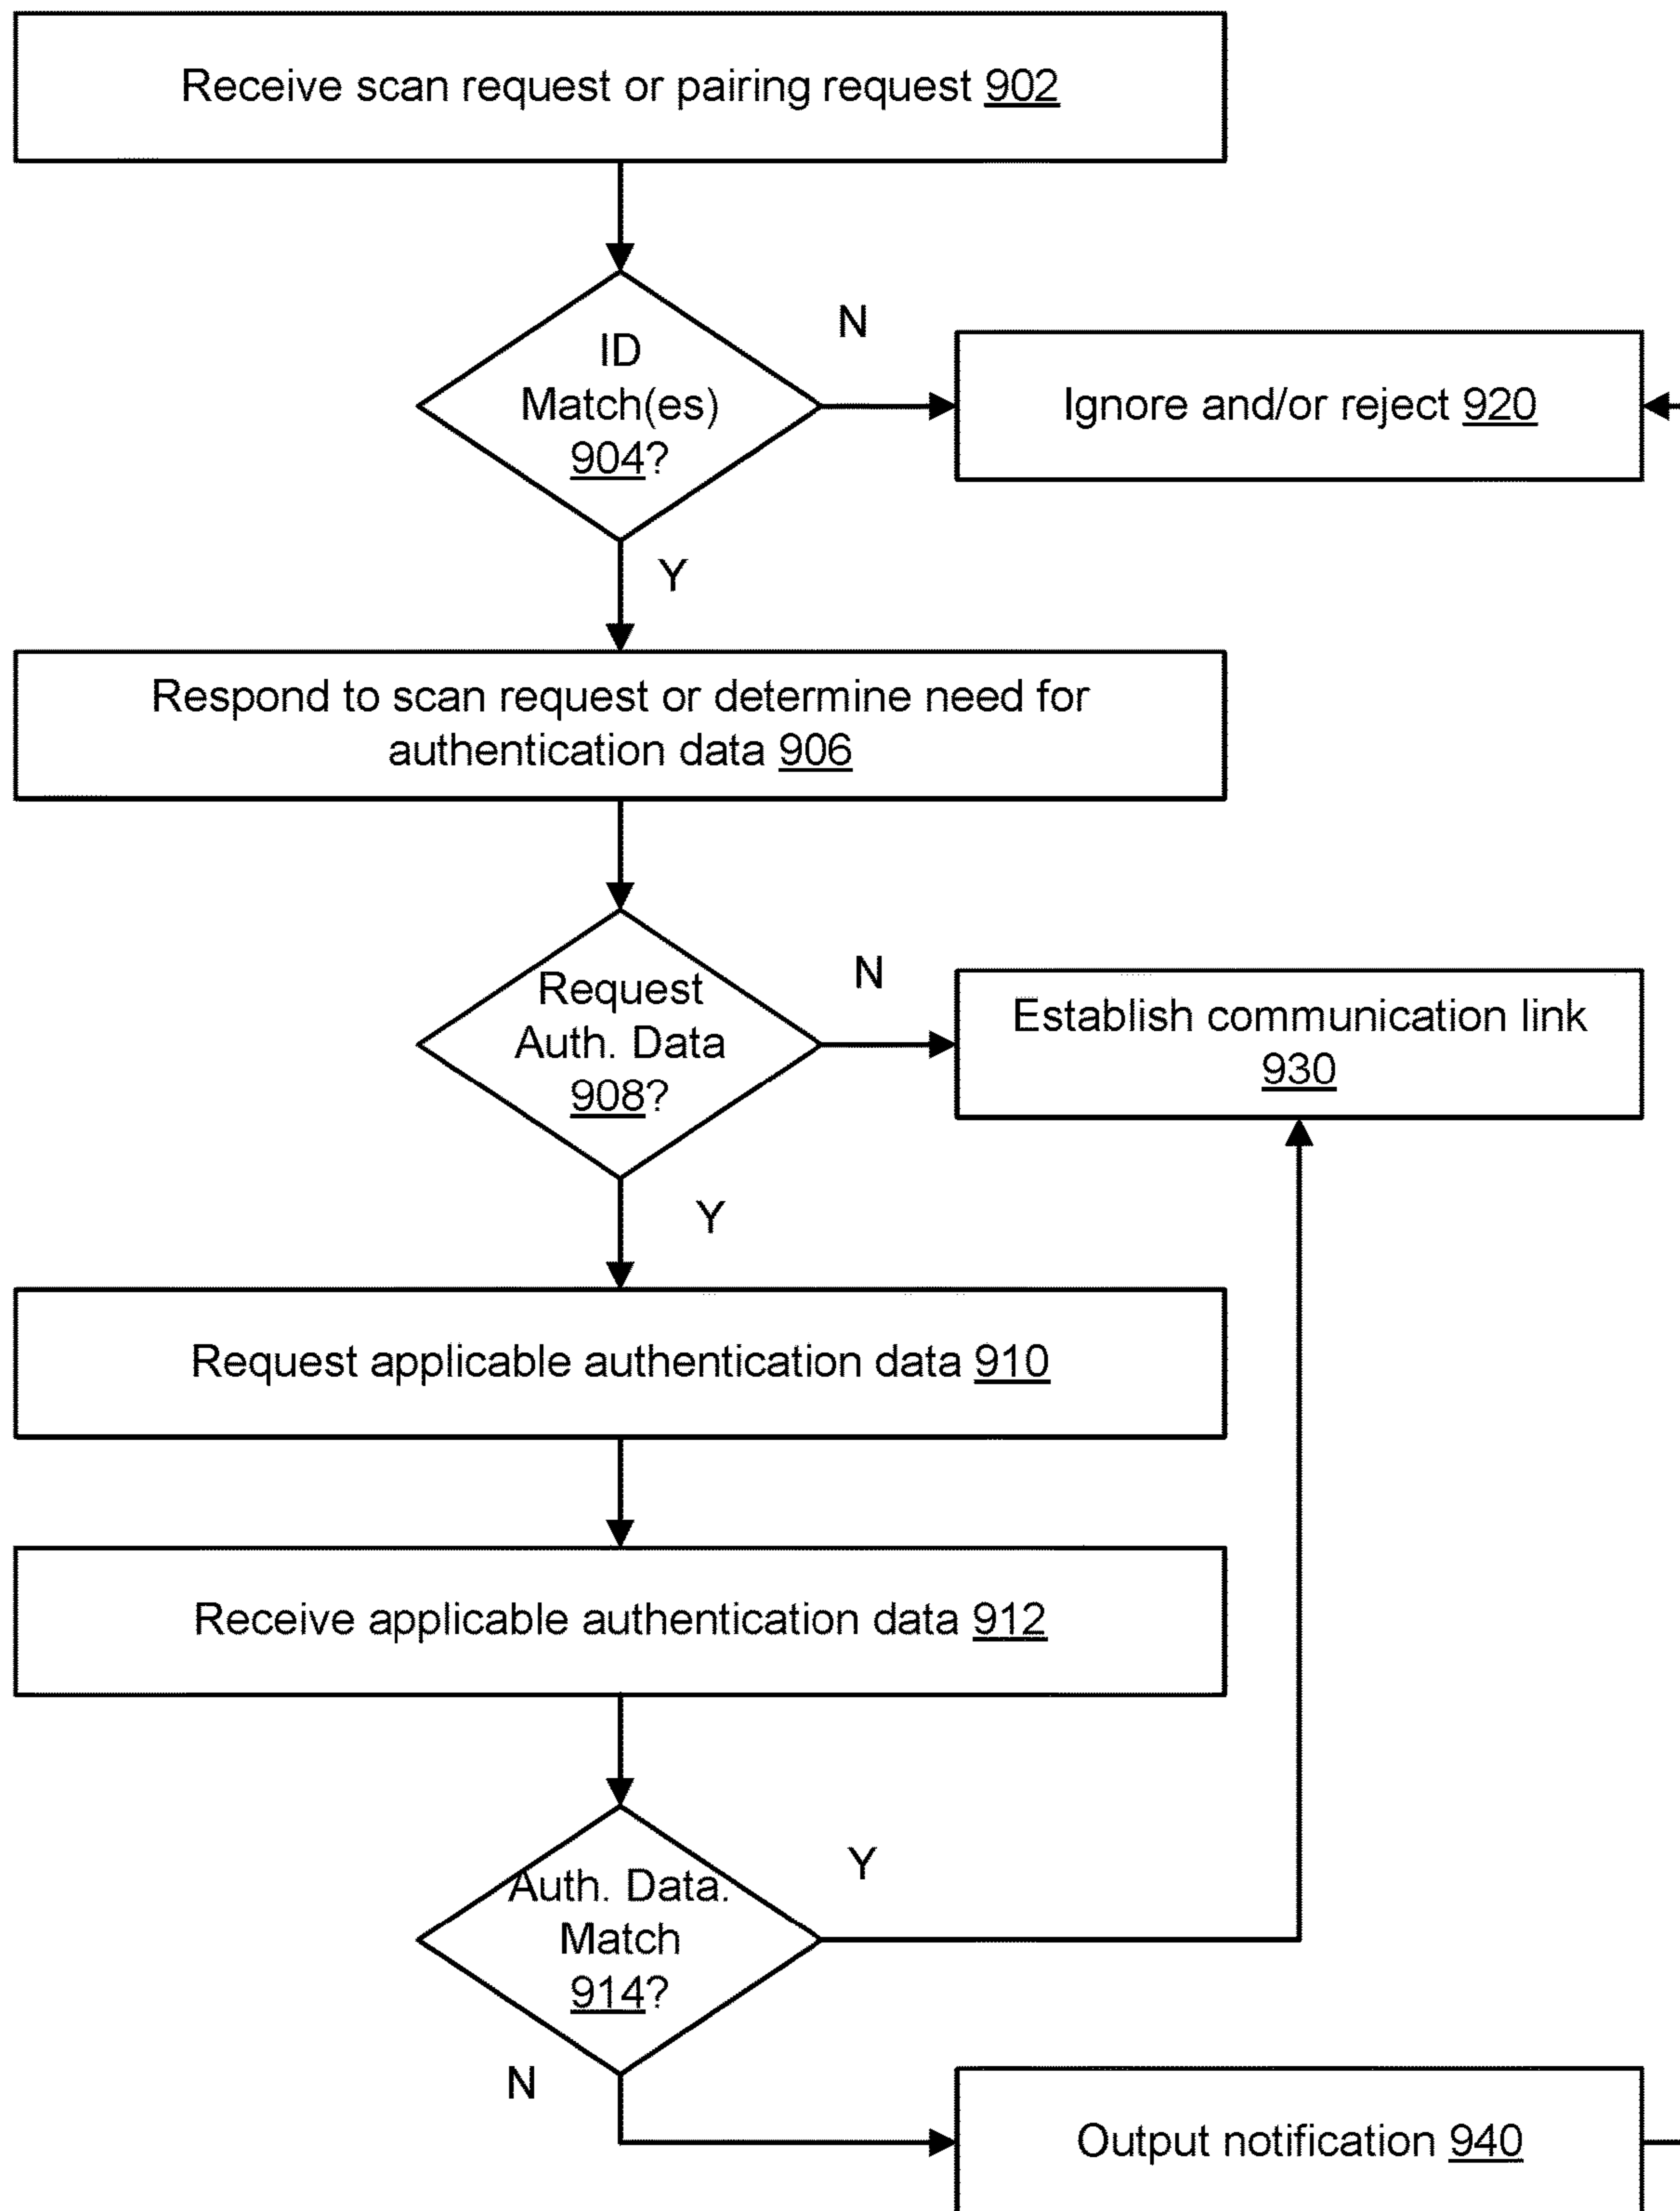 Receive scan request or pairing request 902
N
ID
Match(es)
904?
Ignore and/or reject 920
Y
Respond to scan request or determine need for
authentication data 906
N
Request
Auth. Data
908?
Establish communication link
930
Y
Request applicable authentication data 910
Receive applicable authentication data 912
Y
Auth. Data.
Match
914?
N
Output notification 940